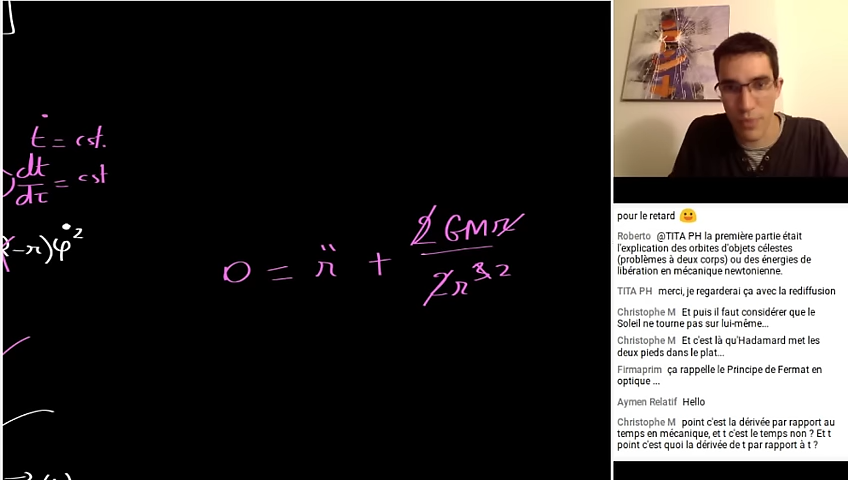 ]
ṫ = cst.
dt/dτ = cst
-r)φ̇²
0 = r̈ + 2GMr/2r³ 2
pour le retard 😀
Roberto @TITA PH la première partie était
l'explication des orbites d'objets célestes
(problèmes à deux corps) ou des énergies de
libération en mécanique newtonienne.
TITA PH merci, je regarderai ça avec la rediffusion
Christophe M Et puis il faut considérer que le
Soleil ne tourne pas sur lui-même...
Christophe M Et c'est là qu'Hadamard met les
deux pieds dans le plat...
Firmaprim ça rappelle le Principe de Fermat en
optique ...
Aymen Relatif Hello
Christophe M point c'est la dérivée par rapport au
temps en mécanique, et t c'est le temps non ? Et t
point c'est quoi la dérivée de t par rapport à t ?